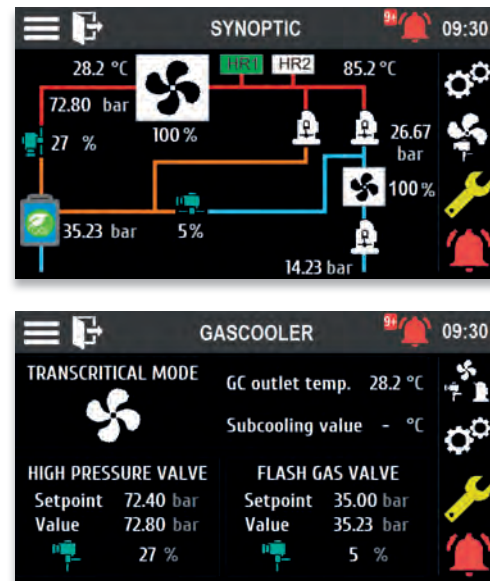 SYNOPTIC 9+ 09:30
28.2 °C HR1 HR2 85.2 °C
72.80 bar
27 % 100 % 26.67
bar
100 %
35.23 bar 5%
14.23 bar
GASCOOLER 9+ 09:30
TRANSCRITICAL MODE
GC outlet temp. 28.2 °C
Subcooling value - °C
HIGH PRESSURE VALVE FLASH GAS VALVE
Setpoint 72.40 bar Setpoint 35.00 bar
Value 72.80 bar Value 35.23 bar
27 % 5 %